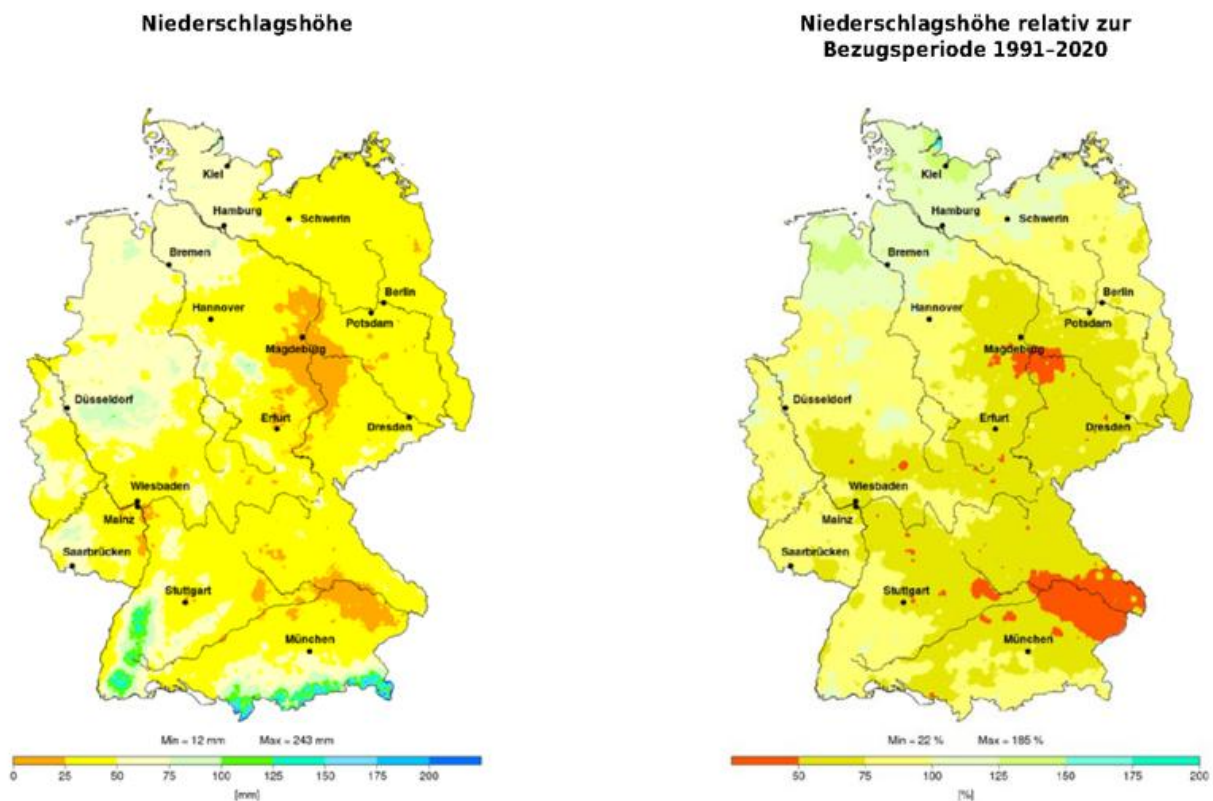 Niederschlagshöhe
Kiel
Hamburg
Schwerin
Bremen
Berlin
Hannover
Potsdam
Magdeburg
Düsseldorf
Erfurt
Dresden
Wiesbaden
Mainz
Saarbrücken
Stuttgart
München
Min = 12 mm Max = 243 mm
0 25 50 75 100 125 150 175 200
[mm]
Niederschlagshöhe relativ zur
Bezugsperiode 1991–2020
Kiel
Hamburg
Schwerin
Bremen
Berlin
Hannover
Potsdam
Magdeburg
Düsseldorf
Erfurt
Dresden
Wiesbaden
Mainz
Saarbrücken
Stuttgart
München
Min = 22 % Max = 185 %
50 75 100 125 150 175 200
[%]